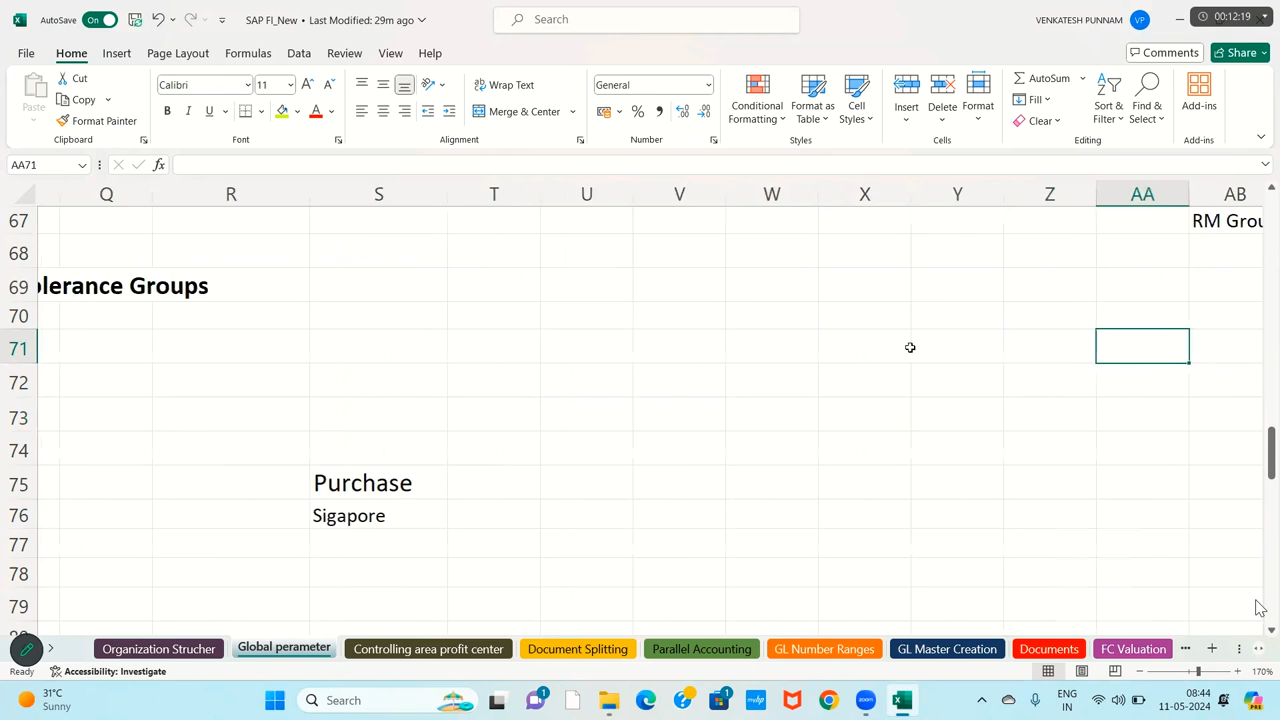 AutoSave On SAP FI_New • Last Modified: 29m ago Search VENKATESH PUNNAM VP 00:12:19
File Home Insert Page Layout Formulas Data Review View Help Comments Share
Paste Cut Copy Format Painter Clipboard
Calibri 11 B I U A Font
Wrap Text Merge & Center Alignment
General % Number
Conditional Formatting Format as Table Cell Styles Styles
Insert Delete Format Cells
AutoSum Fill Clear Sort & Filter Find & Select Editing
Add-ins Add-ins
AA71 fx
Q R S T U V W X Y Z AA AB
67 RM Grou
68
69 olerance Groups
70
71
72
73
74
75 Purchase
76 Sigapore
77
78
79
Organization Strucher Global perameter Controlling area profit center Document Splitting Parallel Accounting GL Number Ranges GL Master Creation Documents FC Valuation
Ready Accessibility: Investigate 170%
31°C Sunny Search 1 1 ENG IN 08:44 11-05-2024 PRE